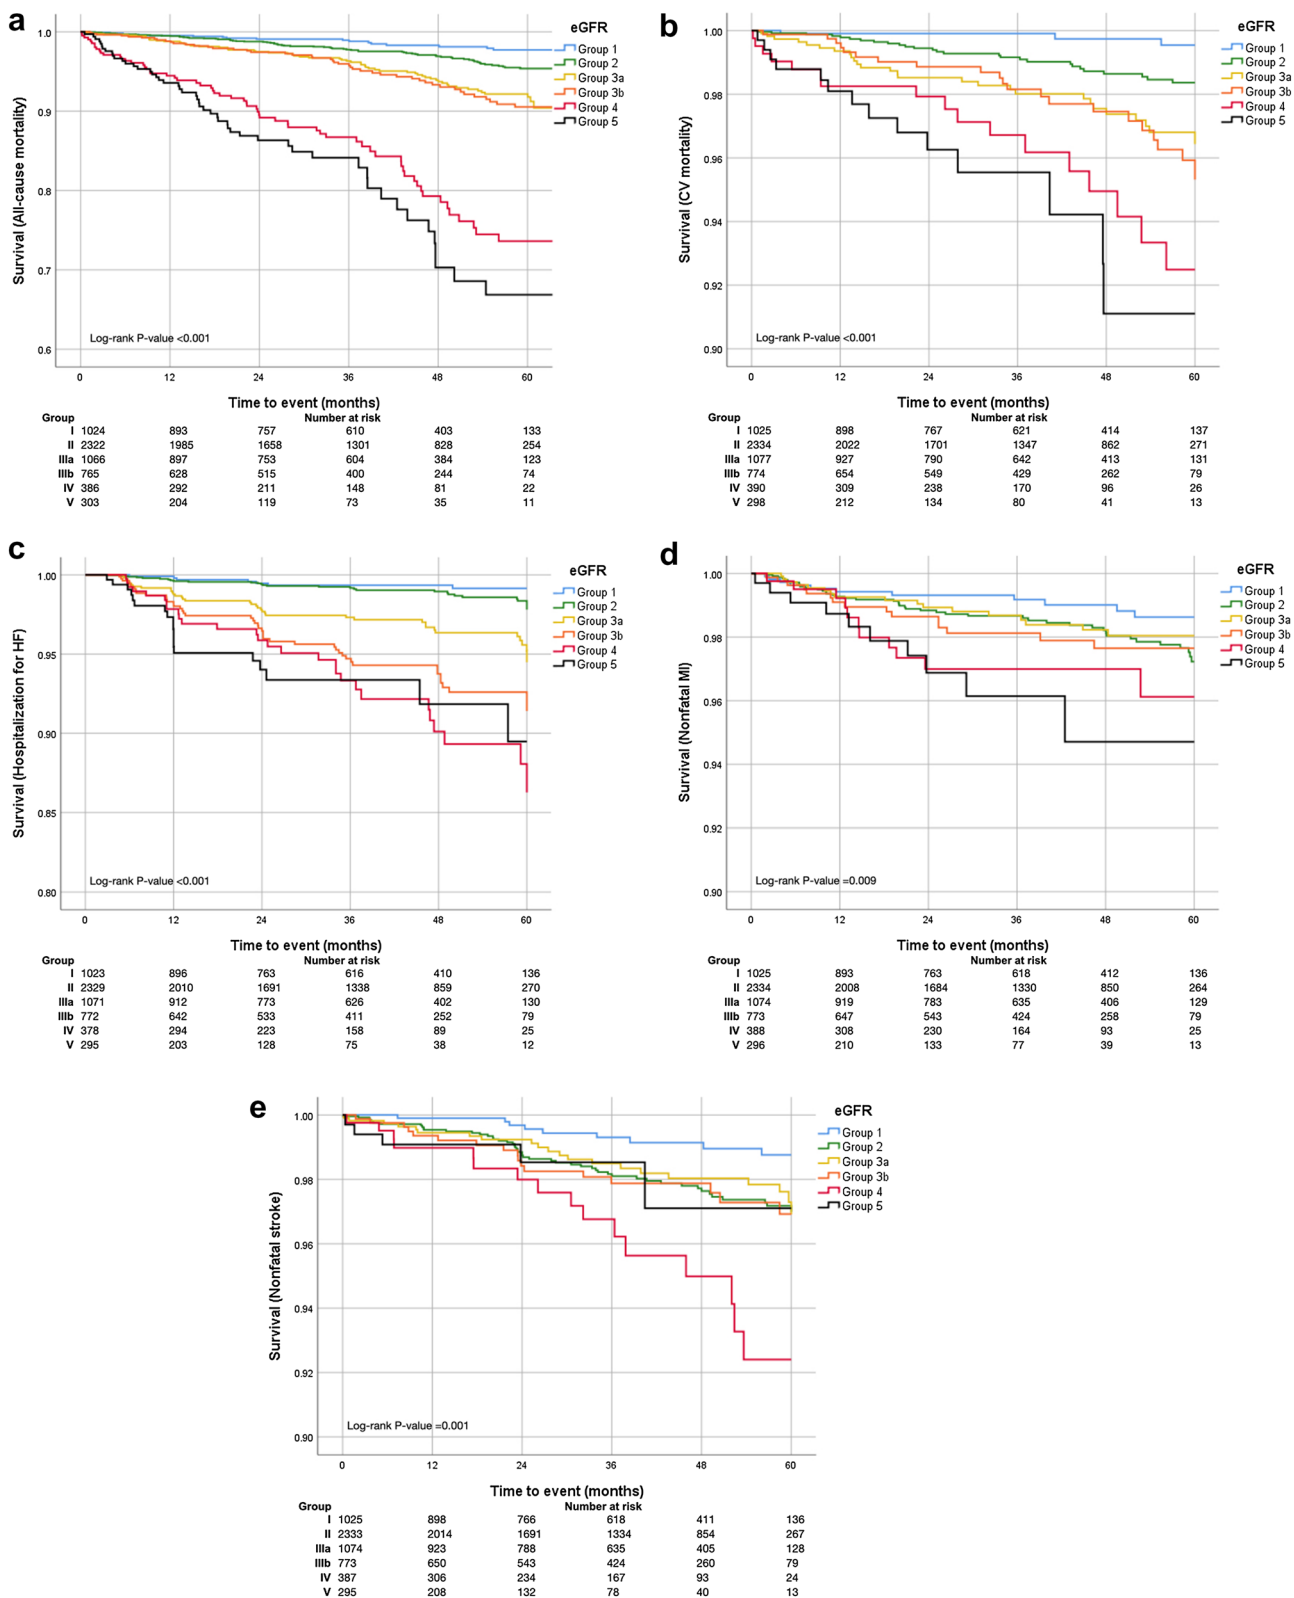 a
Survival (All-cause mortality)
1.0
0.9
0.8
0.7
0.6
eGFR
Group 1
Group 2
Group 3a
Group 3b
Group 4
Group 5
Log-rank P-value <0.001
0 12 24 36 48 60
Time to event (months)
Group Number at risk
I 1024 893 757 610 403 133
II 2322 1985 1658 1301 828 254
IIIa 1066 897 753 604 384 123
IIIb 765 628 515 400 244 74
IV 386 292 211 148 81 22
V 303 204 119 73 35 11
b
Survival (CV mortality)
1.00
0.98
0.96
0.94
0.92
0.90
eGFR
Group 1
Group 2
Group 3a
Group 3b
Group 4
Group 5
Log-rank P-value <0.001
0 12 24 36 48 60
Time to event (months)
Group Number at risk
I 1025 898 767 621 414 137
II 2334 2022 1701 1347 862 271
IIIa 1077 927 790 642 413 131
IIIb 774 654 549 429 262 79
IV 390 309 238 170 96 26
V 298 212 134 80 41 13
c
Survival (Hospitalization for HF)
1.00
0.95
0.90
0.85
0.80
eGFR
Group 1
Group 2
Group 3a
Group 3b
Group 4
Group 5
Log-rank P-value <0.001
0 12 24 36 48 60
Time to event (months)
Group Number at risk
I 1023 896 763 616 410 136
II 2329 2010 1691 1338 859 270
IIIa 1071 912 773 626 402 130
IIIb 772 642 533 411 252 79
IV 378 294 223 158 89 25
V 295 203 128 75 38 12
d
Survival (Nonfatal MI)
1.00
0.98
0.96
0.94
0.92
0.90
eGFR
Group 1
Group 2
Group 3a
Group 3b
Group 4
Group 5
Log-rank P-value =0.009
0 12 24 36 48 60
Time to event (months)
Group Number at risk
I 1025 893 763 618 412 136
II 2334 2008 1684 1330 850 264
IIIa 1074 919 783 635 406 129
IIIb 773 647 543 424 258 79
IV 388 308 230 164 93 25
V 296 210 133 77 39 13
e
Survival (Nonfatal stroke)
1.00
0.98
0.96
0.94
0.92
0.90
eGFR
Group 1
Group 2
Group 3a
Group 3b
Group 4
Group 5
Log-rank P-value =0.001
0 12 24 36 48 60
Time to event (months)
Group Number at risk
I 1025 898 766 618 411 136
II 2333 2014 1691 1334 854 267
IIIa 1074 923 788 635 405 128
IIIb 773 650 543 424 260 79
IV 387 306 234 167 93 24
V 295 208 132 78 40 13